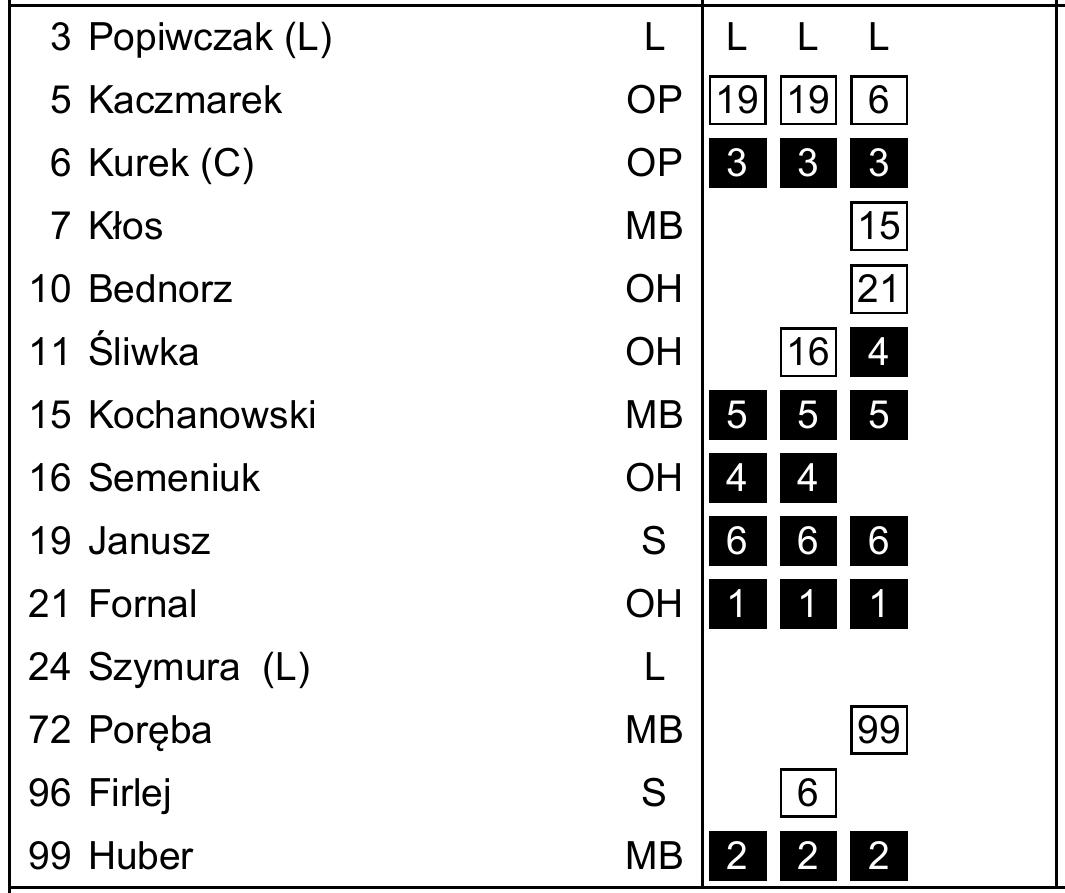 3 Popiwczak (L) L L L L
5 Kaczmarek OP 19 19 6
6 Kurek (C) OP 3 3 3
7 Kłos MB 15
10 Bednorz OH 21
11 Śliwka OH 16 4
15 Kochanowski MB 5 5 5
16 Semeniuk OH 4 4
19 Janusz S 6 6 6
21 Fornal OH 1 1 1
24 Szymura (L) L
72 Poręba MB 99
96 Firlej S 6
99 Huber MB 2 2 2